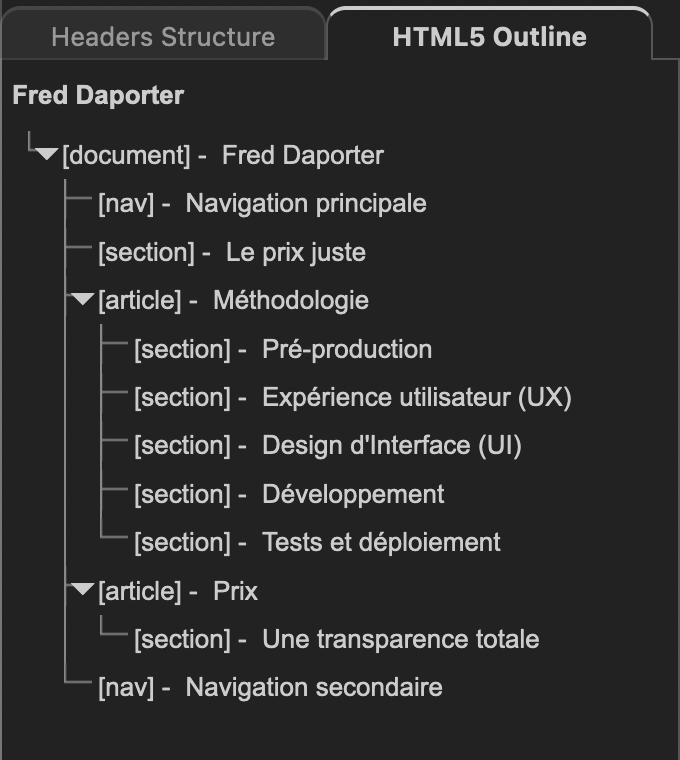 Headers Structure
HTML5 Outline
Fred Daporter
[document] - Fred Daporter
[nav] - Navigation principale
[section] - Le prix juste
[article] - Méthodologie
[section] - Pré-production
[section] - Expérience utilisateur (UX)
[section] - Design d'Interface (UI)
[section] - Développement
[section] - Tests et déploiement
[article] - Prix
[section] - Une transparence totale
[nav] - Navigation secondaire